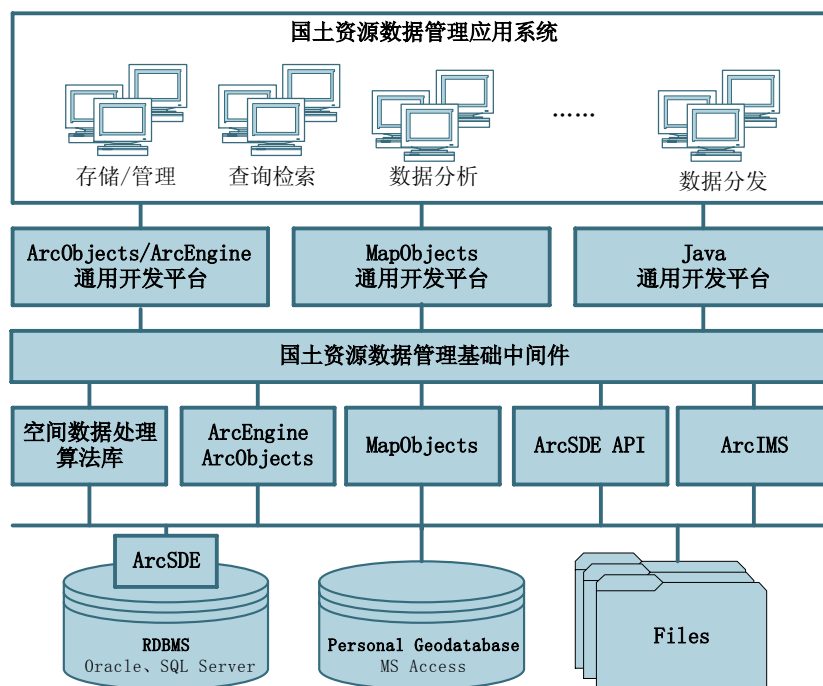 国土资源数据管理应用系统
存储/管理
查询检索
数据分析
……
数据分发
ArcObjects/ArcEngine
通用开发平台
MapObjects
通用开发平台
Java
通用开发平台
国土资源数据管理基础中间件
空间数据处理
算法库
ArcEngine
ArcObjects
MapObjects
ArcSDE API
ArcIMS
ArcSDE
RDBMS
Oracle、SQL Server
Personal Geodatabase
MS Access
Files